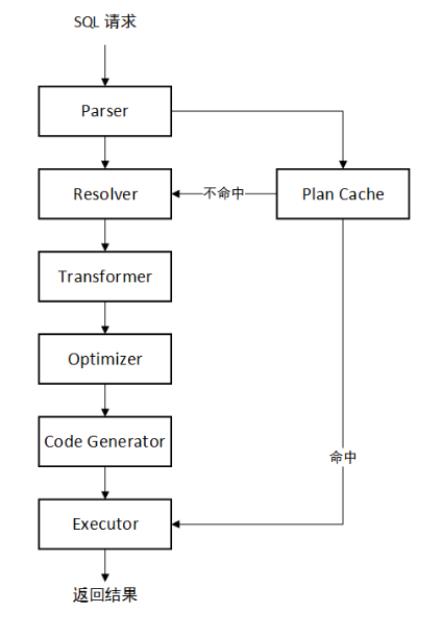 SQL 请求
Parser
Resolver
不命中
Plan Cache
Transformer
Optimizer
Code Generator
命中
Executor
返回结果